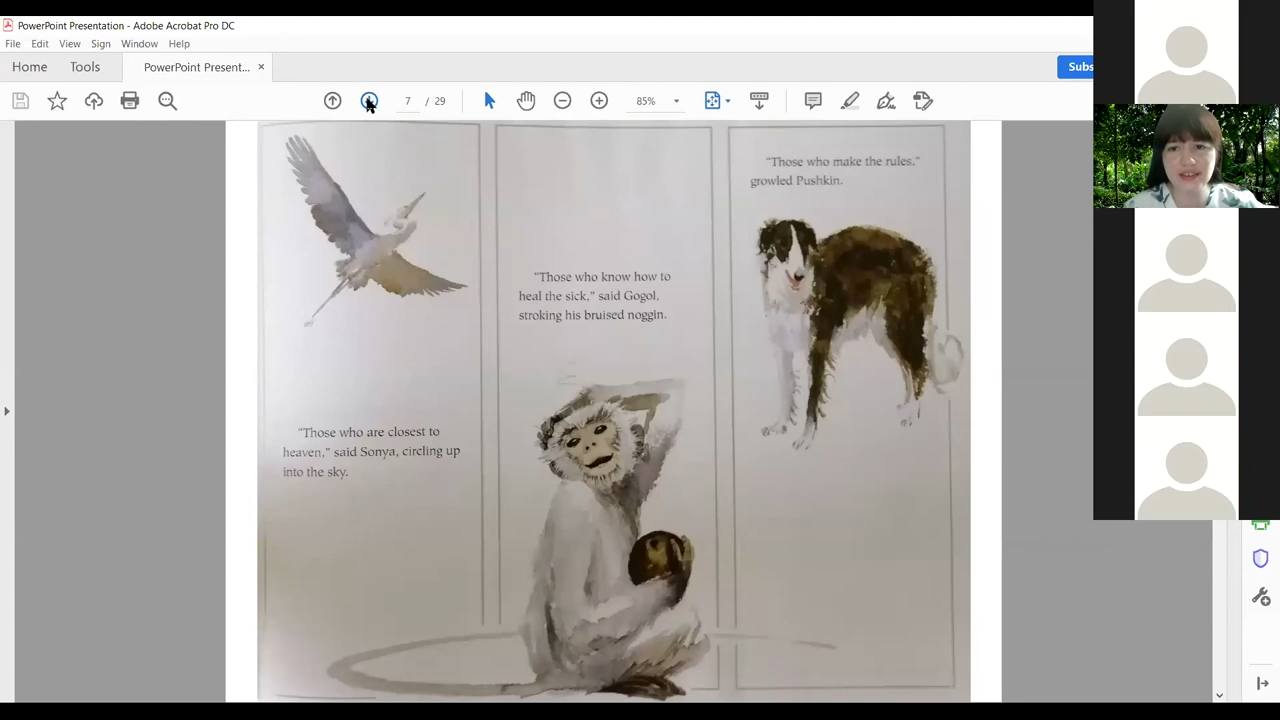 PowerPoint Presentation - Adobe Acrobat Pro DC
File Edit View Sign Window Help
Home Tools PowerPoint Present... × Subs
7 / 29 85%
"Those who are closest to
heaven," said Sonya, circling up
into the sky.
"Those who know how to
heal the sick," said Gogol,
stroking his bruised noggin.
"Those who make the rules,"
growled Pushkin.